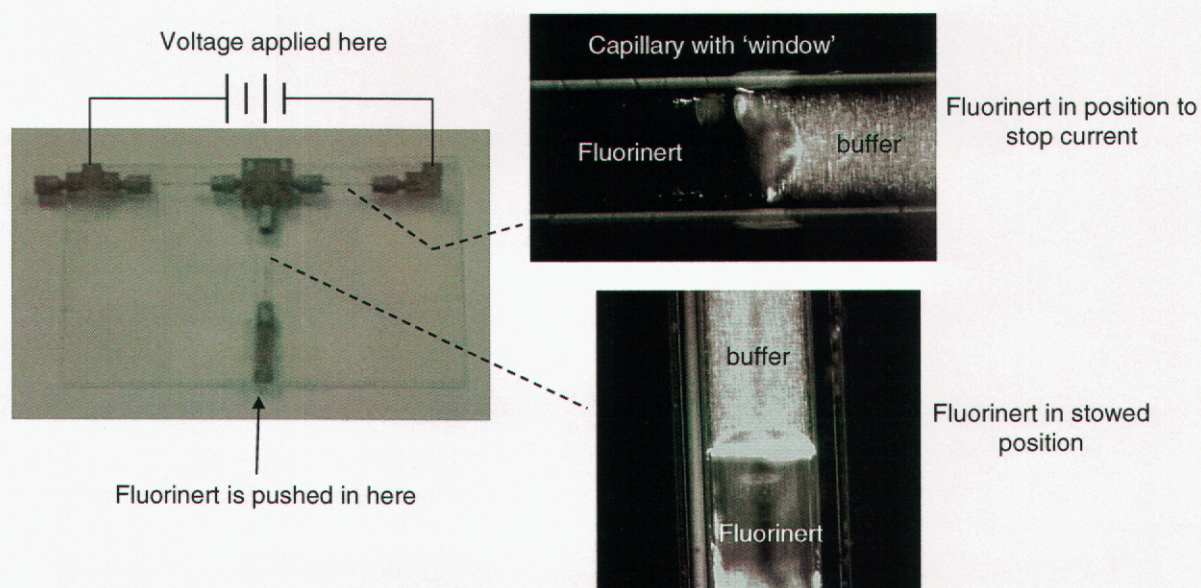 Voltage applied here
Capillary with 'window'
Fluorinert
buffer
Fluorinert in position to
stop current
buffer
Fluorinert
Fluorinert in stowed
position
Fluorinert is pushed in here